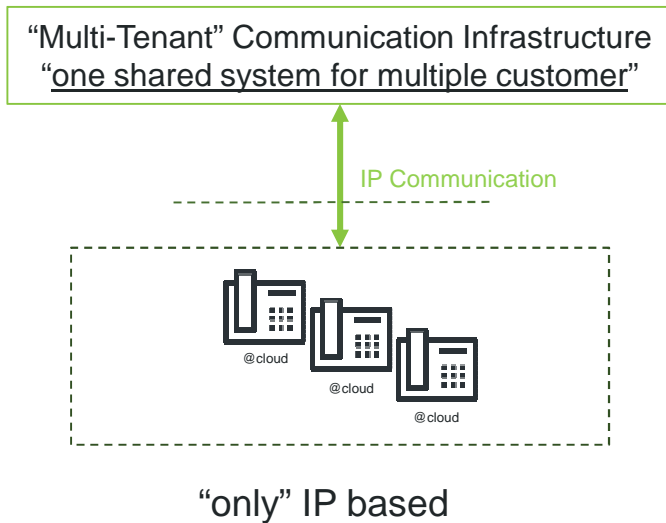 “Multi-Tenant” Communication Infrastructure
“one shared system for multiple customer”
IP Communication
@cloud
@cloud
@cloud
“only” IP based